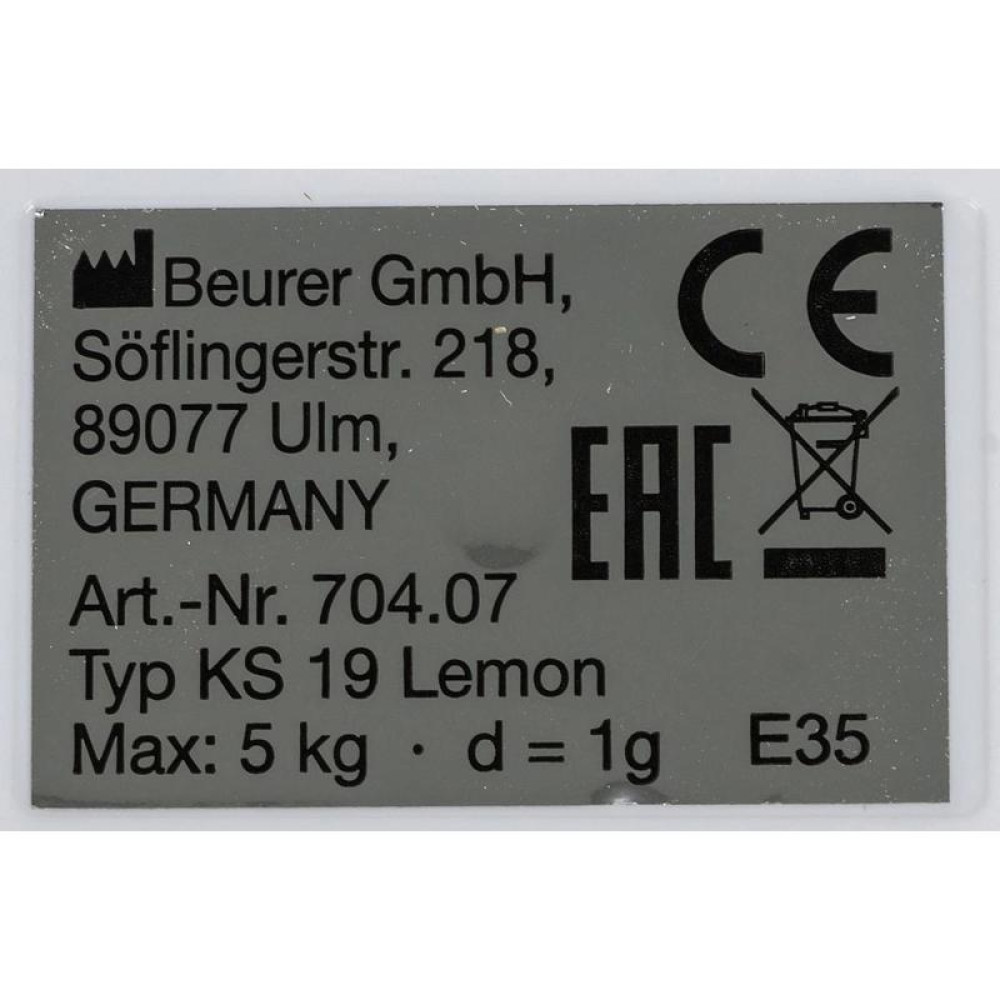 Beurer GmbH,
Söflingerstr. 218,
89077 Ulm,
GERMANY
CE
EAC
Art.-Nr. 704.07
Typ KS 19 Lemon
Max: 5 kg · d = 1g E35